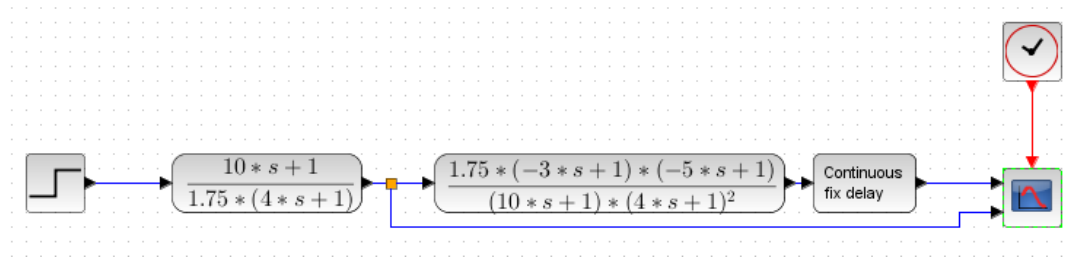 10 * s + 1
1.75 * (4 * s + 1)
1.75 * (−3 * s + 1) * (−5 * s + 1)
(10 * s + 1) * (4 * s + 1)²
Continuous
fix delay